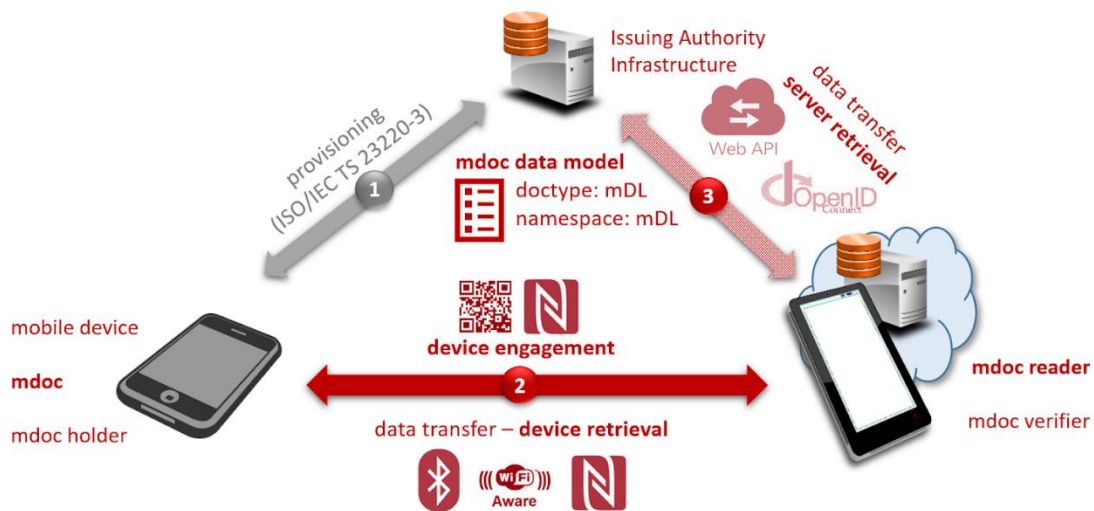 Issuing Authority
Infrastructure
data transfer
server retrieval
Web API
OpenID
Connect
provisioning
(ISO/IEC TS 23220-3)
1
mdoc data model
doctype: mDL
namespace: mDL
3
mobile device
mdoc
mdoc holder
device engagement
2
data transfer – device retrieval
WiFi
Aware
mdoc reader
mdoc verifier